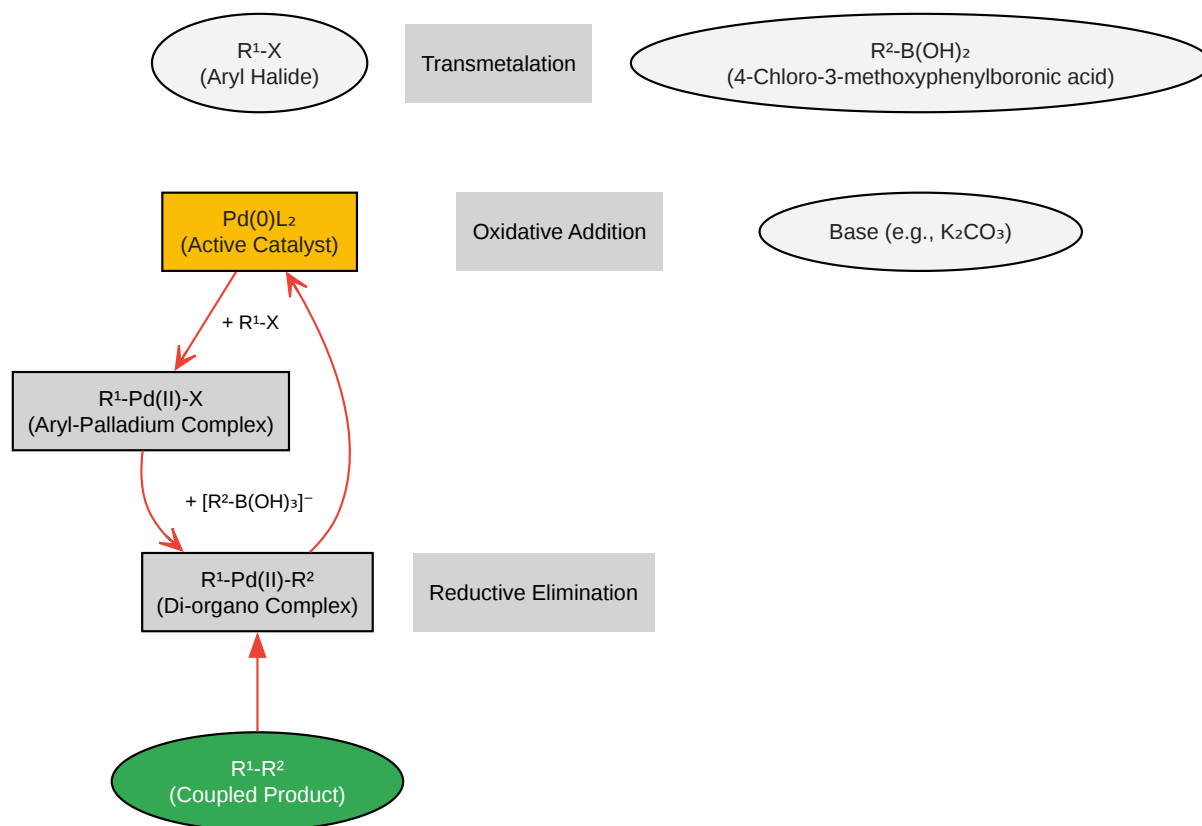 R¹-X
(Aryl Halide)
Transmetalation
R²-B(OH)₂
(4-Chloro-3-methoxyphenylboronic acid)
Pd(0)L₂
(Active Catalyst)
Oxidative Addition
Base (e.g., K₂CO₃)
+ R¹-X
R¹-Pd(II)-X
(Aryl-Palladium Complex)
+ [R²-B(OH)₃]⁻
R¹-Pd(II)-R²
(Di-organo Complex)
Reductive Elimination
R¹-R²
(Coupled Product)